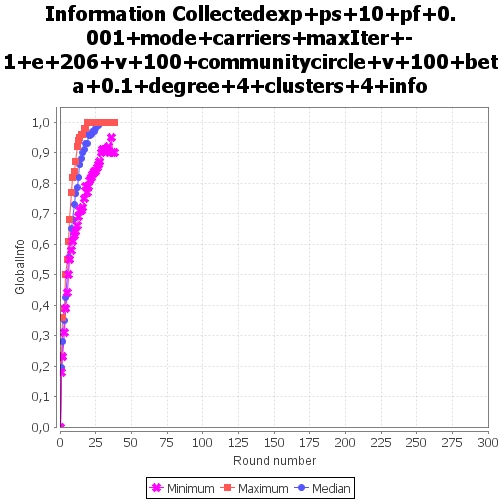 Information Collectedexp+ps+10+pf+0.
001+mode+carriers+maxIter+-
1+e+206+v+100+communitycircle+v+100+bet
a+0.1+degree+4+clusters+4+info
1,0
0,9
0,8
0,7
0,6
0,5
0,4
0,3
0,2
0,1
0,0
GlobalInfo
0 25 50 75 100 125 150 175 200 225 250 275 300
Round number
Minimum Maximum Median